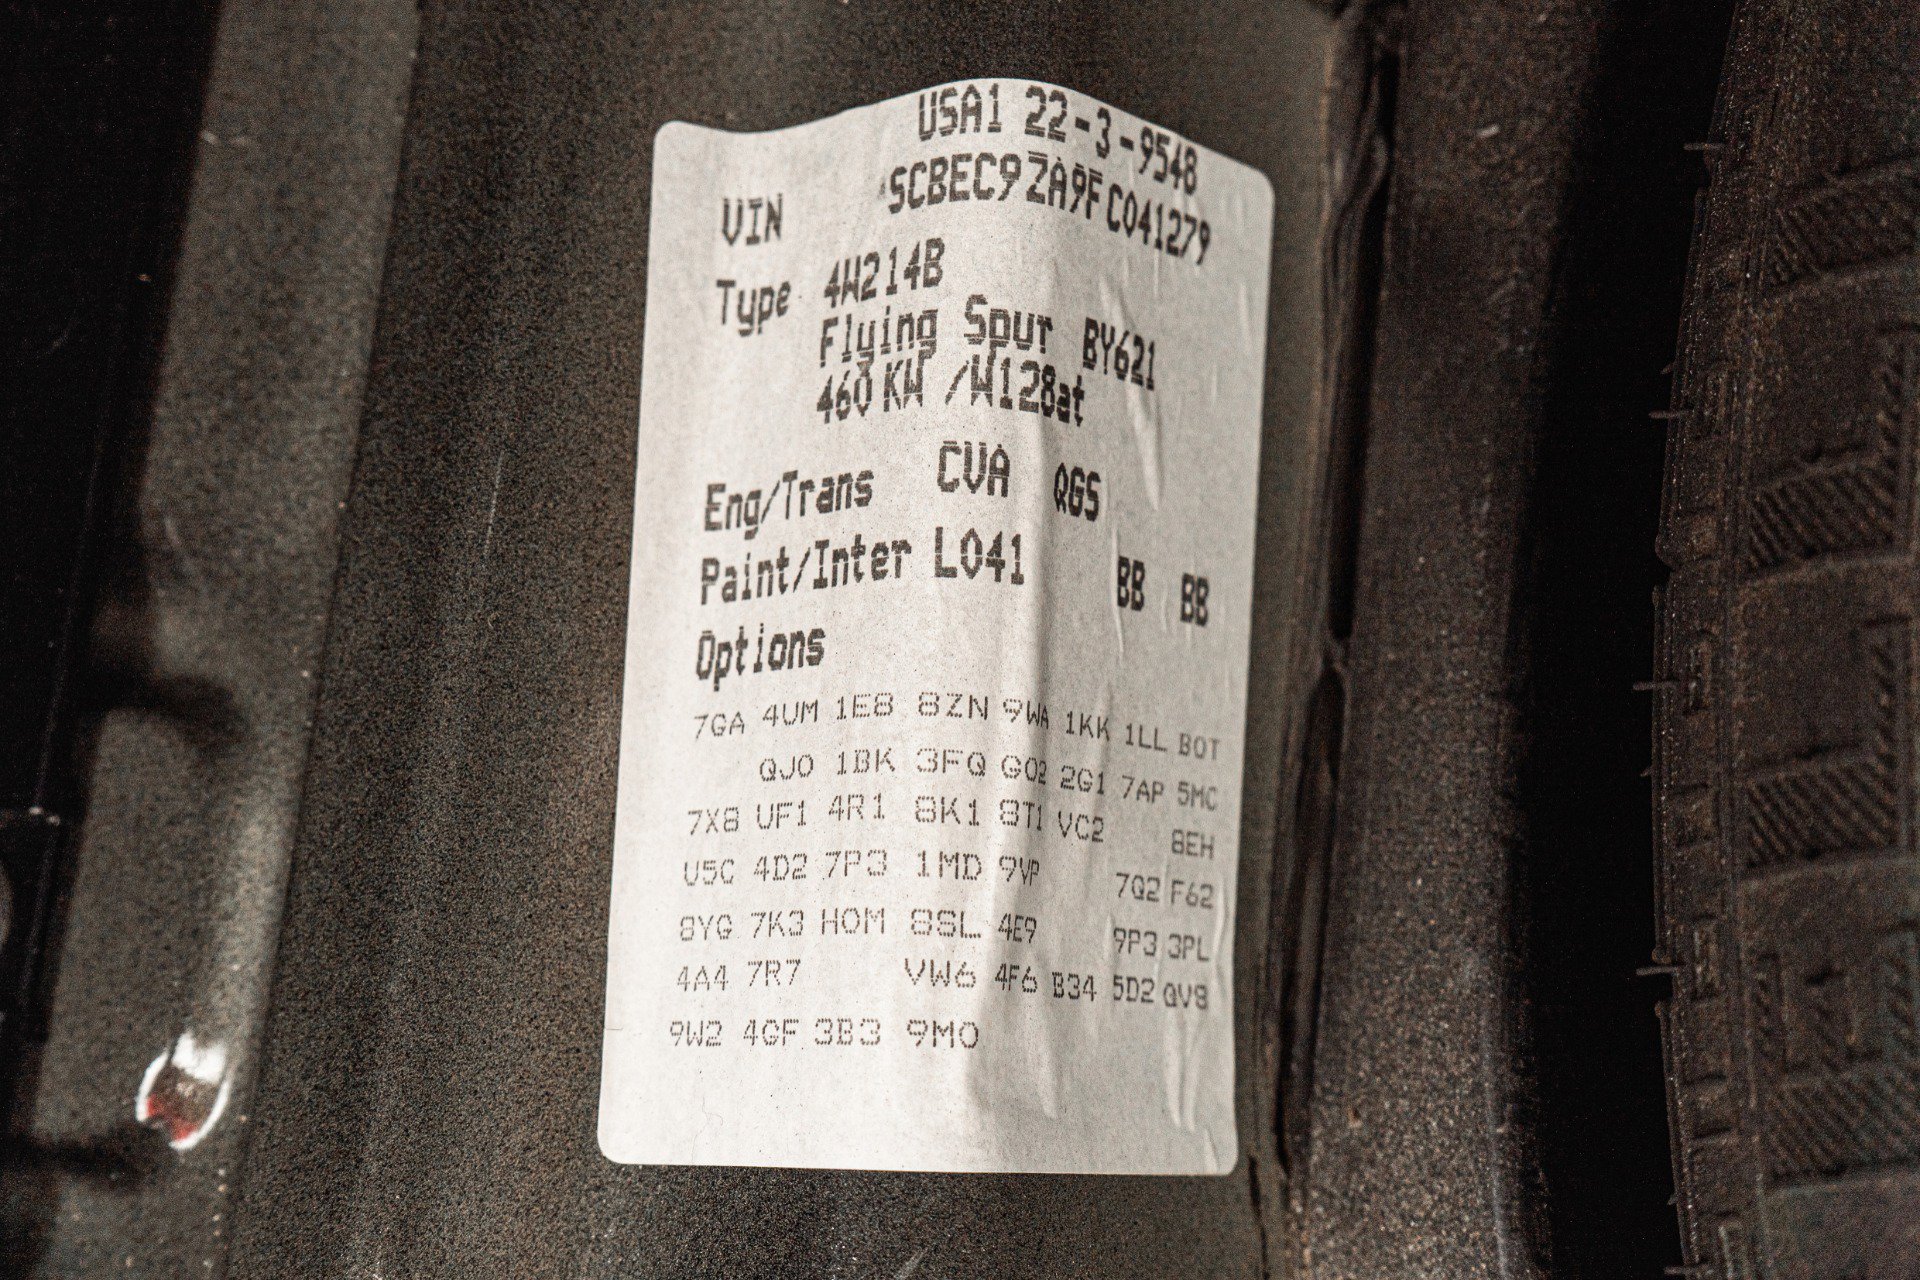 USA1 22-3-9548
VIN SCBEC9ZA9FC041279
Type 4W214B
Flying Spur BY621
460 KW /W128at
Eng/Trans CVA QGS
Paint/Inter L041 BB BB
Options
7GA 4UM 1E8 8ZN 9WA 1KK 1LL B0T
QJ0 1BK 3FQ G02 2G1 7AP 5MC
7X8 UF1 4R1 8K1 8T1 VC2 8EH
U5C 4D2 7P3 1MD 9VP 7Q2 F62
8YG 7K3 H0M 8SL 4E9 9P3 3PL
4A4 7R7 VW6 4F6 B34 5D2 QV8
9W2 4GF 3B3 9M0